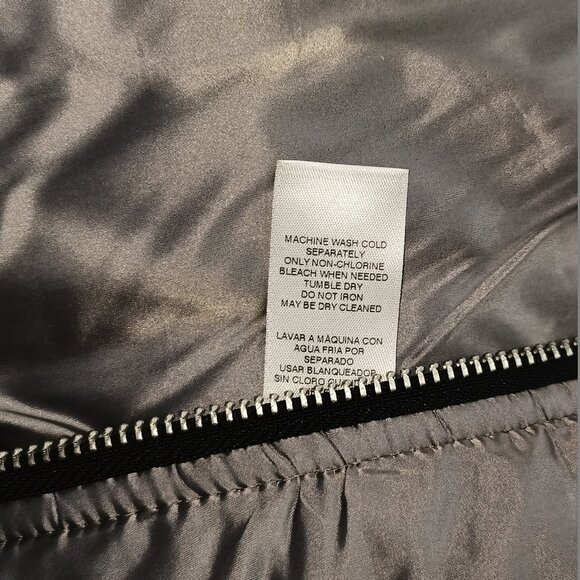 MACHINE WASH COLD
SEPARATELY
ONLY NON-CHLORINE
BLEACH WHEN NEEDED
TUMBLE DRY
DO NOT IRON
MAY BE DRY CLEANED
LAVAR A MÁQUINA CON
AGUA FRIA POR
SEPARADO
USAR BLANQUEADOR
SIN CLORO